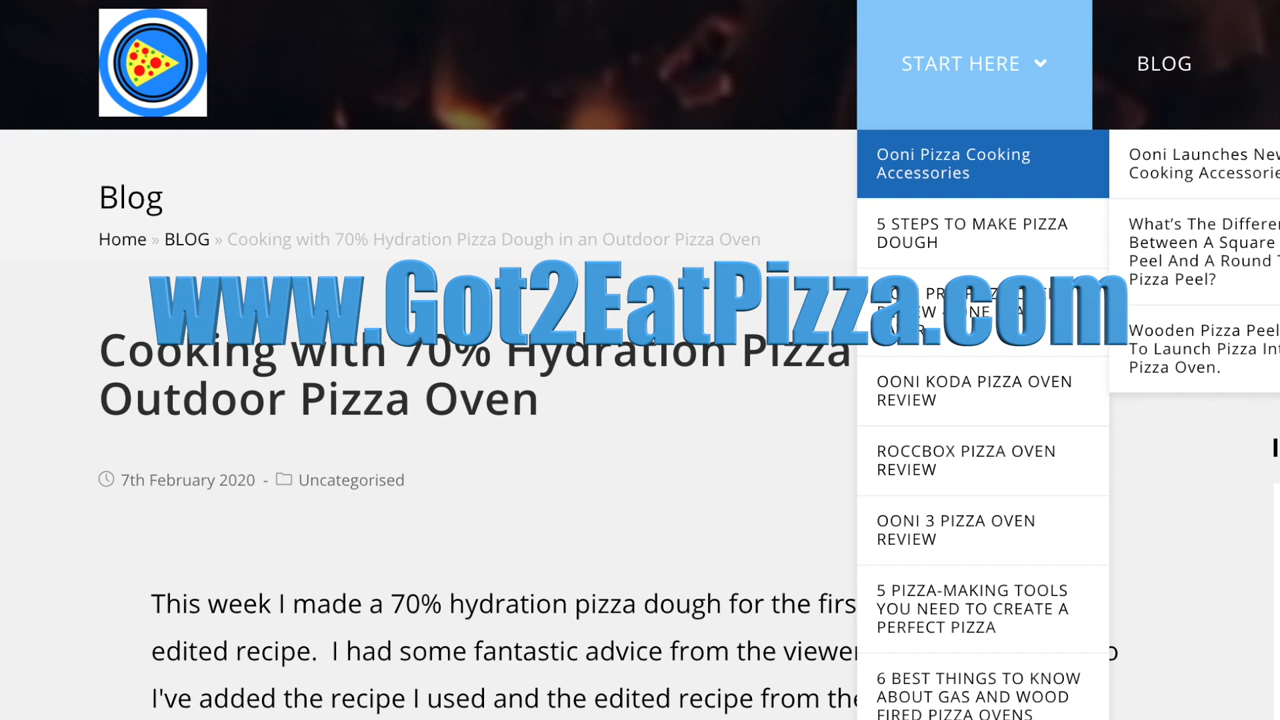 START HERE
BLOG
Ooni Pizza Cooking
Accessories
5 STEPS TO MAKE PIZZA
DOUGH
OONI KODA PIZZA OVEN
REVIEW
ROCCBOX PIZZA OVEN
REVIEW
OONI 3 PIZZA OVEN
REVIEW
5 PIZZA-MAKING TOOLS
YOU NEED TO CREATE A
PERFECT PIZZA
6 BEST THINGS TO KNOW
ABOUT GAS AND WOOD
FIRED PIZZA OVENS
Ooni Launches New
Cooking Accessorie
What's The Differen
Between A Square
Peel And A Round
Pizza Peel?
Wooden Pizza Peel
To Launch Pizza Int
Pizza Oven.
Blog
Home » BLOG » Cooking with 70% Hydration Pizza Dough in an Outdoor Pizza Oven
www.Got2EatPizza.com
Cooking with 70% Hydration Pizza
Outdoor Pizza Oven
7th February 2020 - Uncategorised
This week I made a 70% hydration pizza dough for the firs
edited recipe. I had some fantastic advice from the viewer
I've added the recipe I used and the edited recipe from the